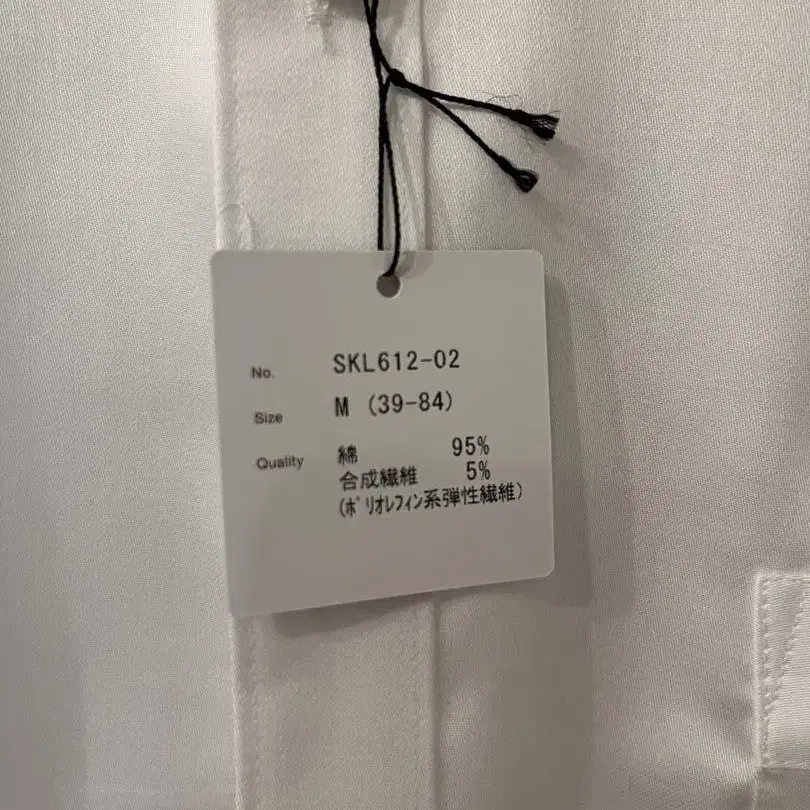 No. SKL612-02
Size M (39-84)
Quality 綿 95%
合成繊維 5%
(ﾎﾟﾘｵﾚﾌｨﾝ系弾性繊維)